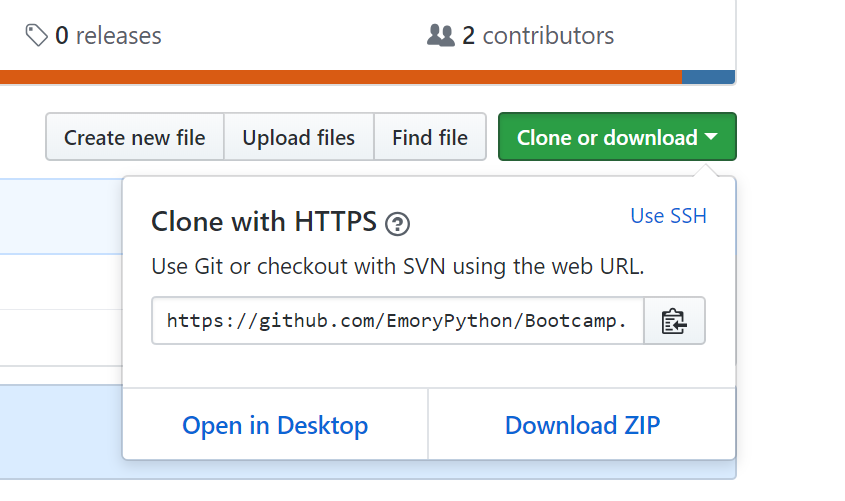 0 releases
2 contributors
Create new file
Upload files
Find file
Clone or download
Clone with HTTPS ?
Use SSH
Use Git or checkout with SVN using the web URL.
https://github.com/EmoryPython/Bootcamp.
Open in Desktop
Download ZIP